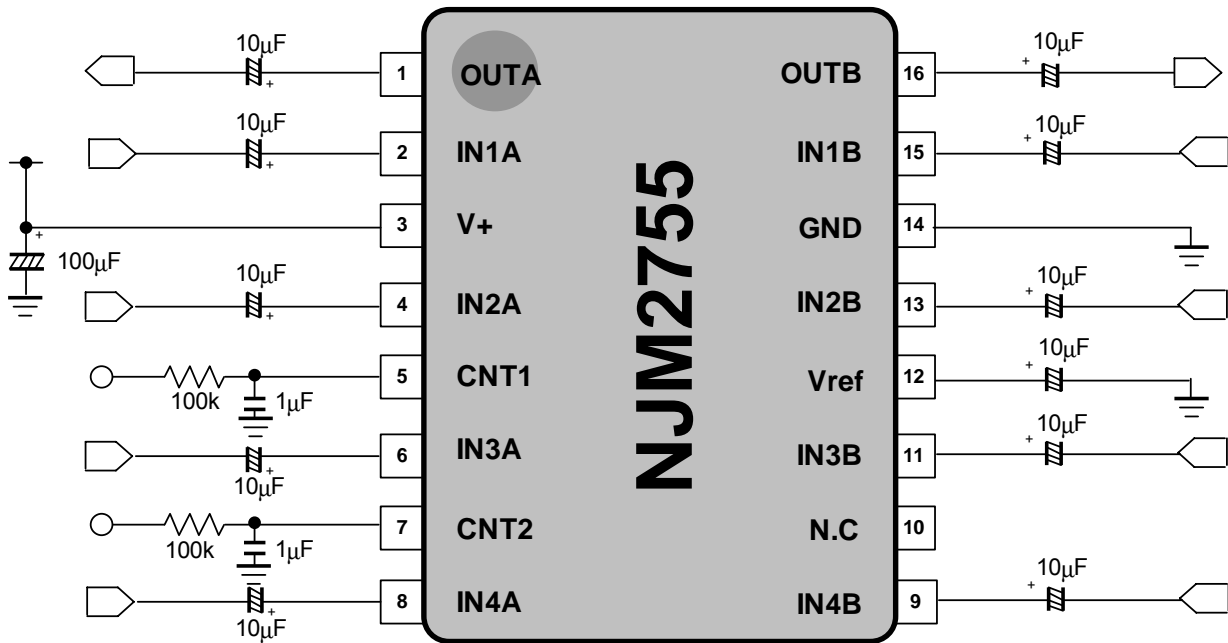 10μF
1
OUTA
OUTB
16
+
10μF
+
10μF
2
IN1A
IN1B
15
+
10μF
+
3
V+
GND
14
+
100μF
10μF
4
IN2A
IN2B
13
+
10μF
+
5
CNT1
Vref
12
10μF
100k
1μF
6
IN3A
IN3B
11
+
10μF
+
10μF
7
CNT2
N.C
10
100k
1μF
8
IN4A
IN4B
9
+
10μF
+
10μF
NJM2755